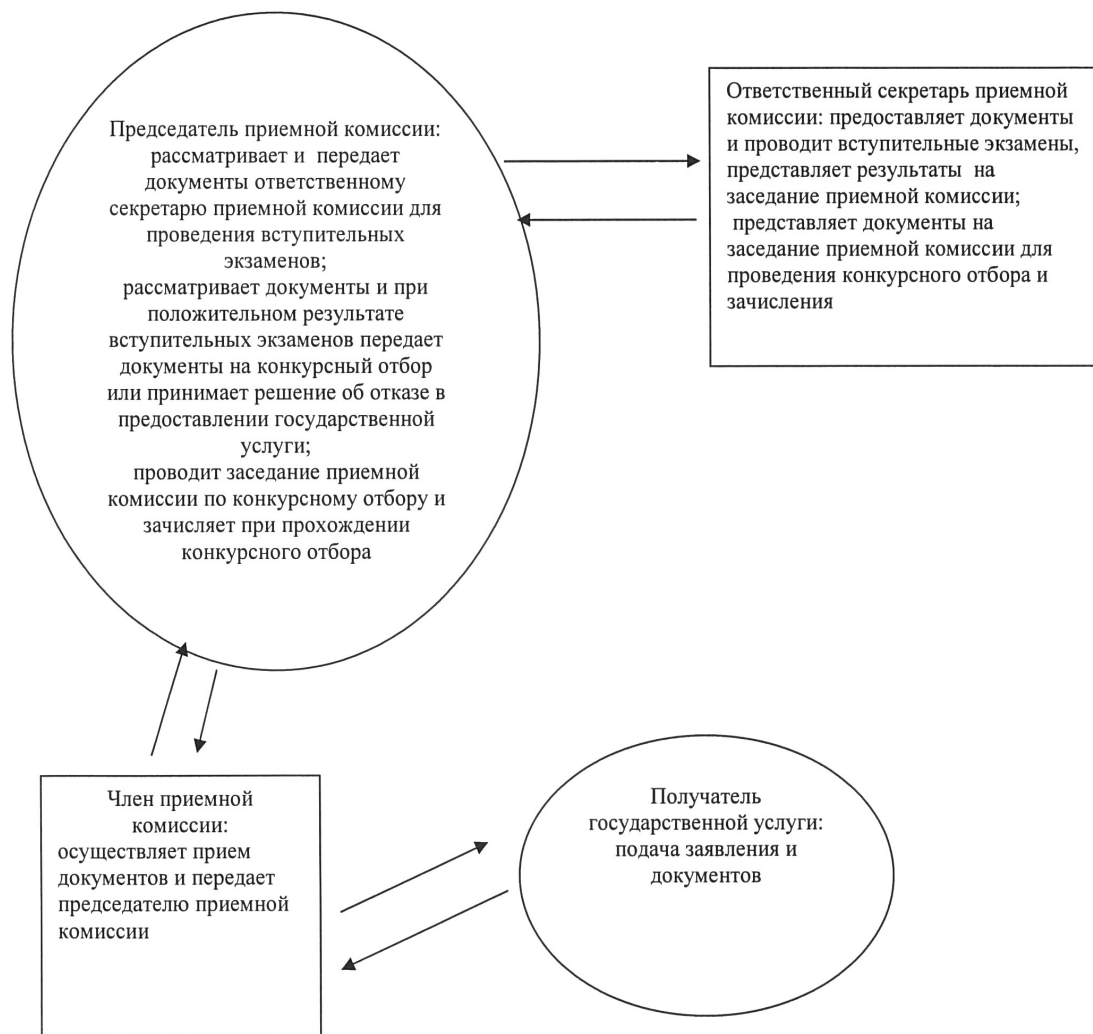 Председатель приемной комиссии:
рассматривает и передает
документы ответственному
секретарю приемной комиссии для
проведения вступительных
экзаменов;
рассматривает документы и при
положительном результате
вступительных экзаменов передает
документы на конкурсный отбор
или принимает решение об отказе в
предоставлении государственной
услуги;
проводит заседание приемной
комиссии по конкурсному отбору и
зачисляет при прохождении
конкурсного отбора
Ответственный секретарь приемной
комиссии: предоставляет документы
и проводит вступительные экзамены,
представляет результаты на
заседание приемной комиссии;
представляет документы на
заседание приемной комиссии для
проведения конкурсного отбора и
зачисления
Член приемной
комиссии:
осуществляет прием
документов и передает
председателю приемной
комиссии
Получатель
государственной услуги:
подача заявления и
документов